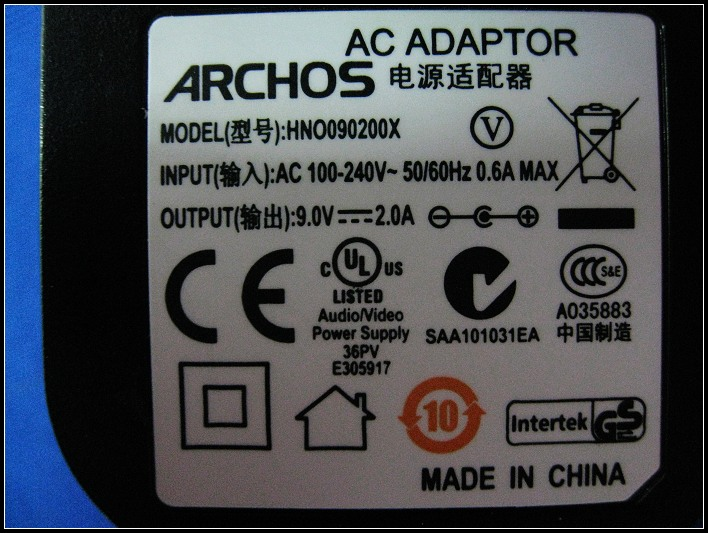 AC ADAPTOR
ARCHOS 电源适配器
MODEL(型号):HNO090200X
V
INPUT(输入):AC 100-240V~ 50/60Hz 0.6A MAX
OUTPUT(输出):9.0V 2.0A
CE
C UL US
LISTED
Audio/Video
Power Supply
36PV
E305917
SAA101031EA
CCC S&E
A035883
中国制造
10
Intertek GS
MADE IN CHINA